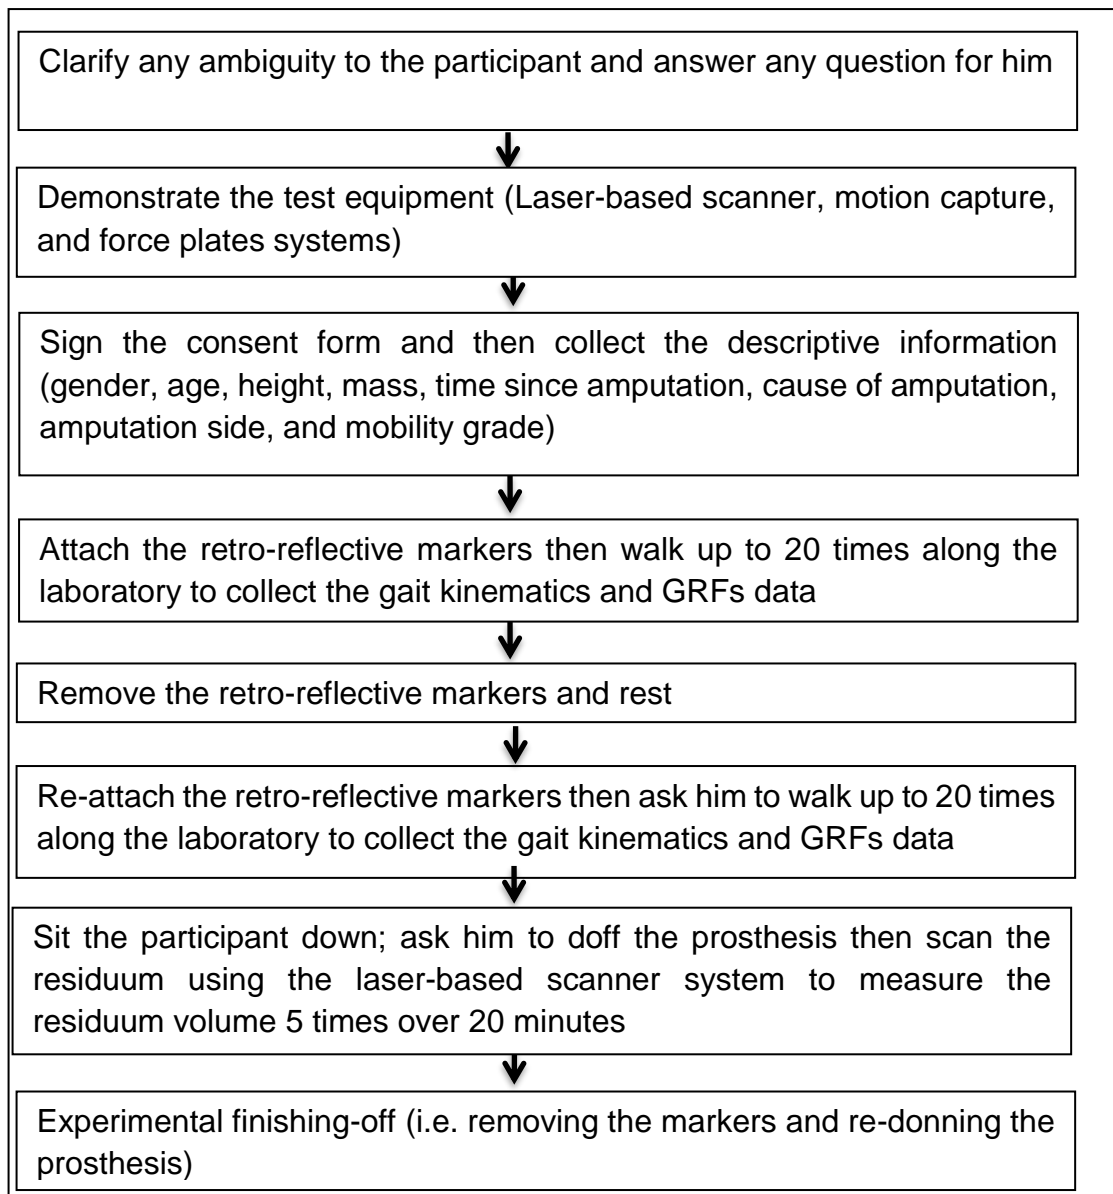 Clarify any ambiguity to the participant and answer any question for him
Demonstrate the test equipment (Laser-based scanner, motion capture,
and force plates systems)
Sign the consent form and then collect the descriptive information
(gender, age, height, mass, time since amputation, cause of amputation,
amputation side, and mobility grade)
Attach the retro-reflective markers then walk up to 20 times along the
laboratory to collect the gait kinematics and GRFs data
Remove the retro-reflective markers and rest
Re-attach the retro-reflective markers then ask him to walk up to 20 times
along the laboratory to collect the gait kinematics and GRFs data
Sit the participant down; ask him to doff the prosthesis then scan the
residuum using the laser-based scanner system to measure the
residuum volume 5 times over 20 minutes
Experimental finishing-off (i.e. removing the markers and re-donning the
prosthesis)